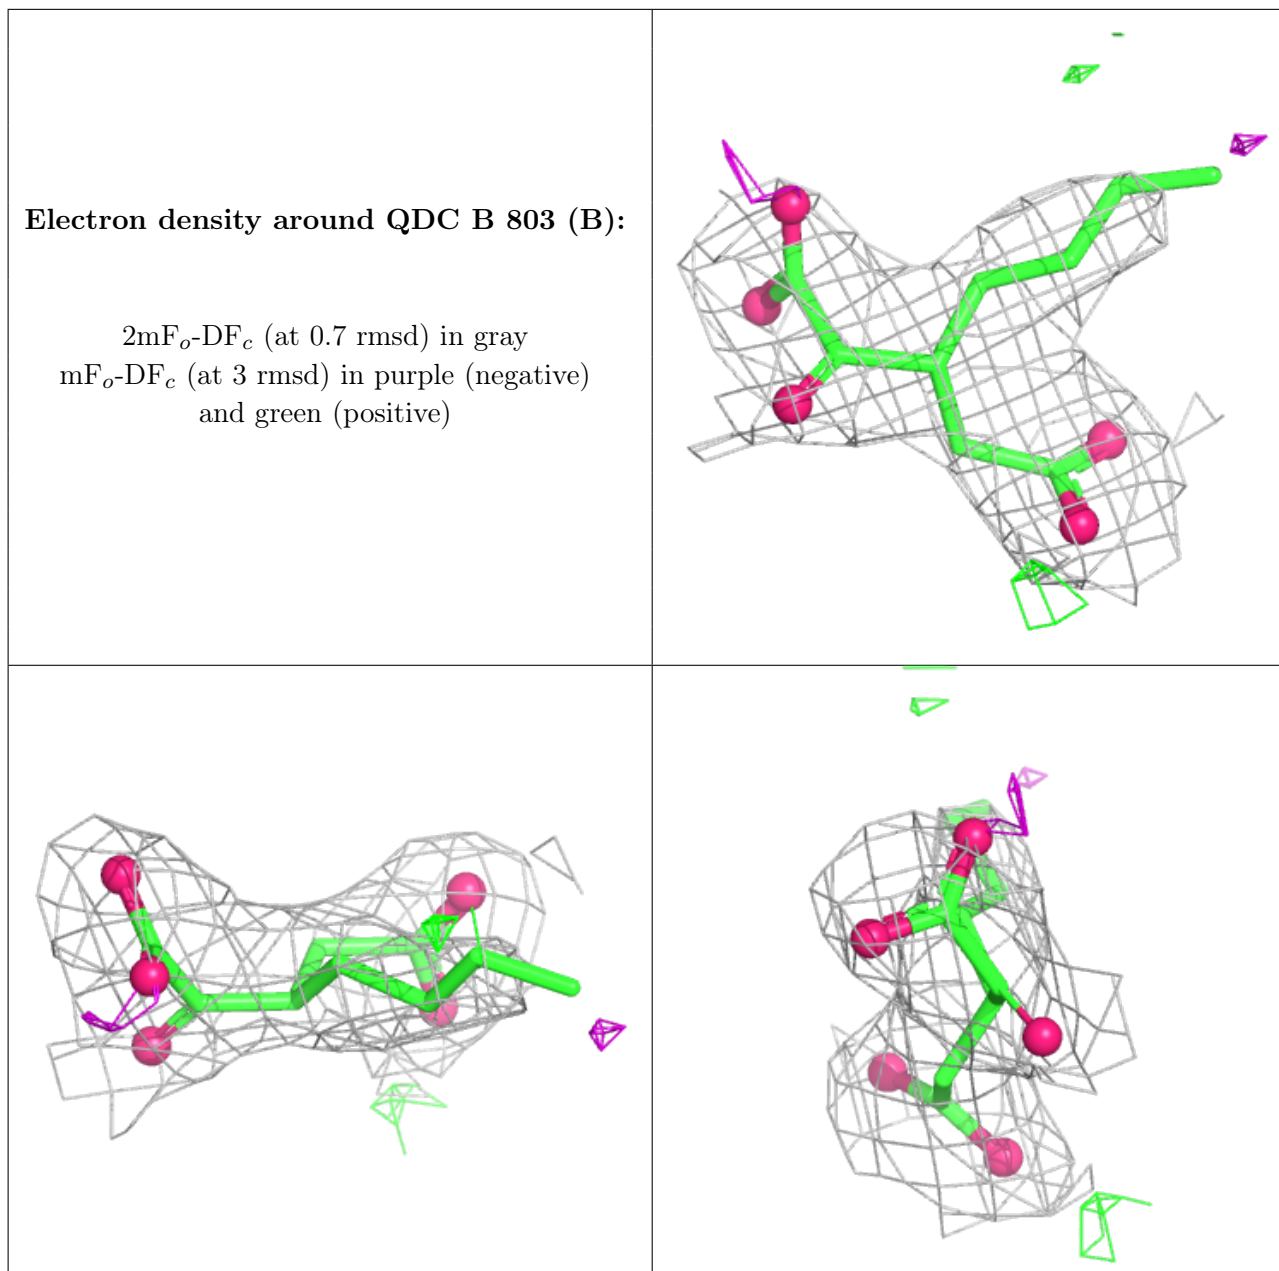 Electron density around QDC B 803 (B):
2mFo-DFc (at 0.7 rmsd) in gray
mFo-DFc (at 3 rmsd) in purple (negative)
and green (positive)